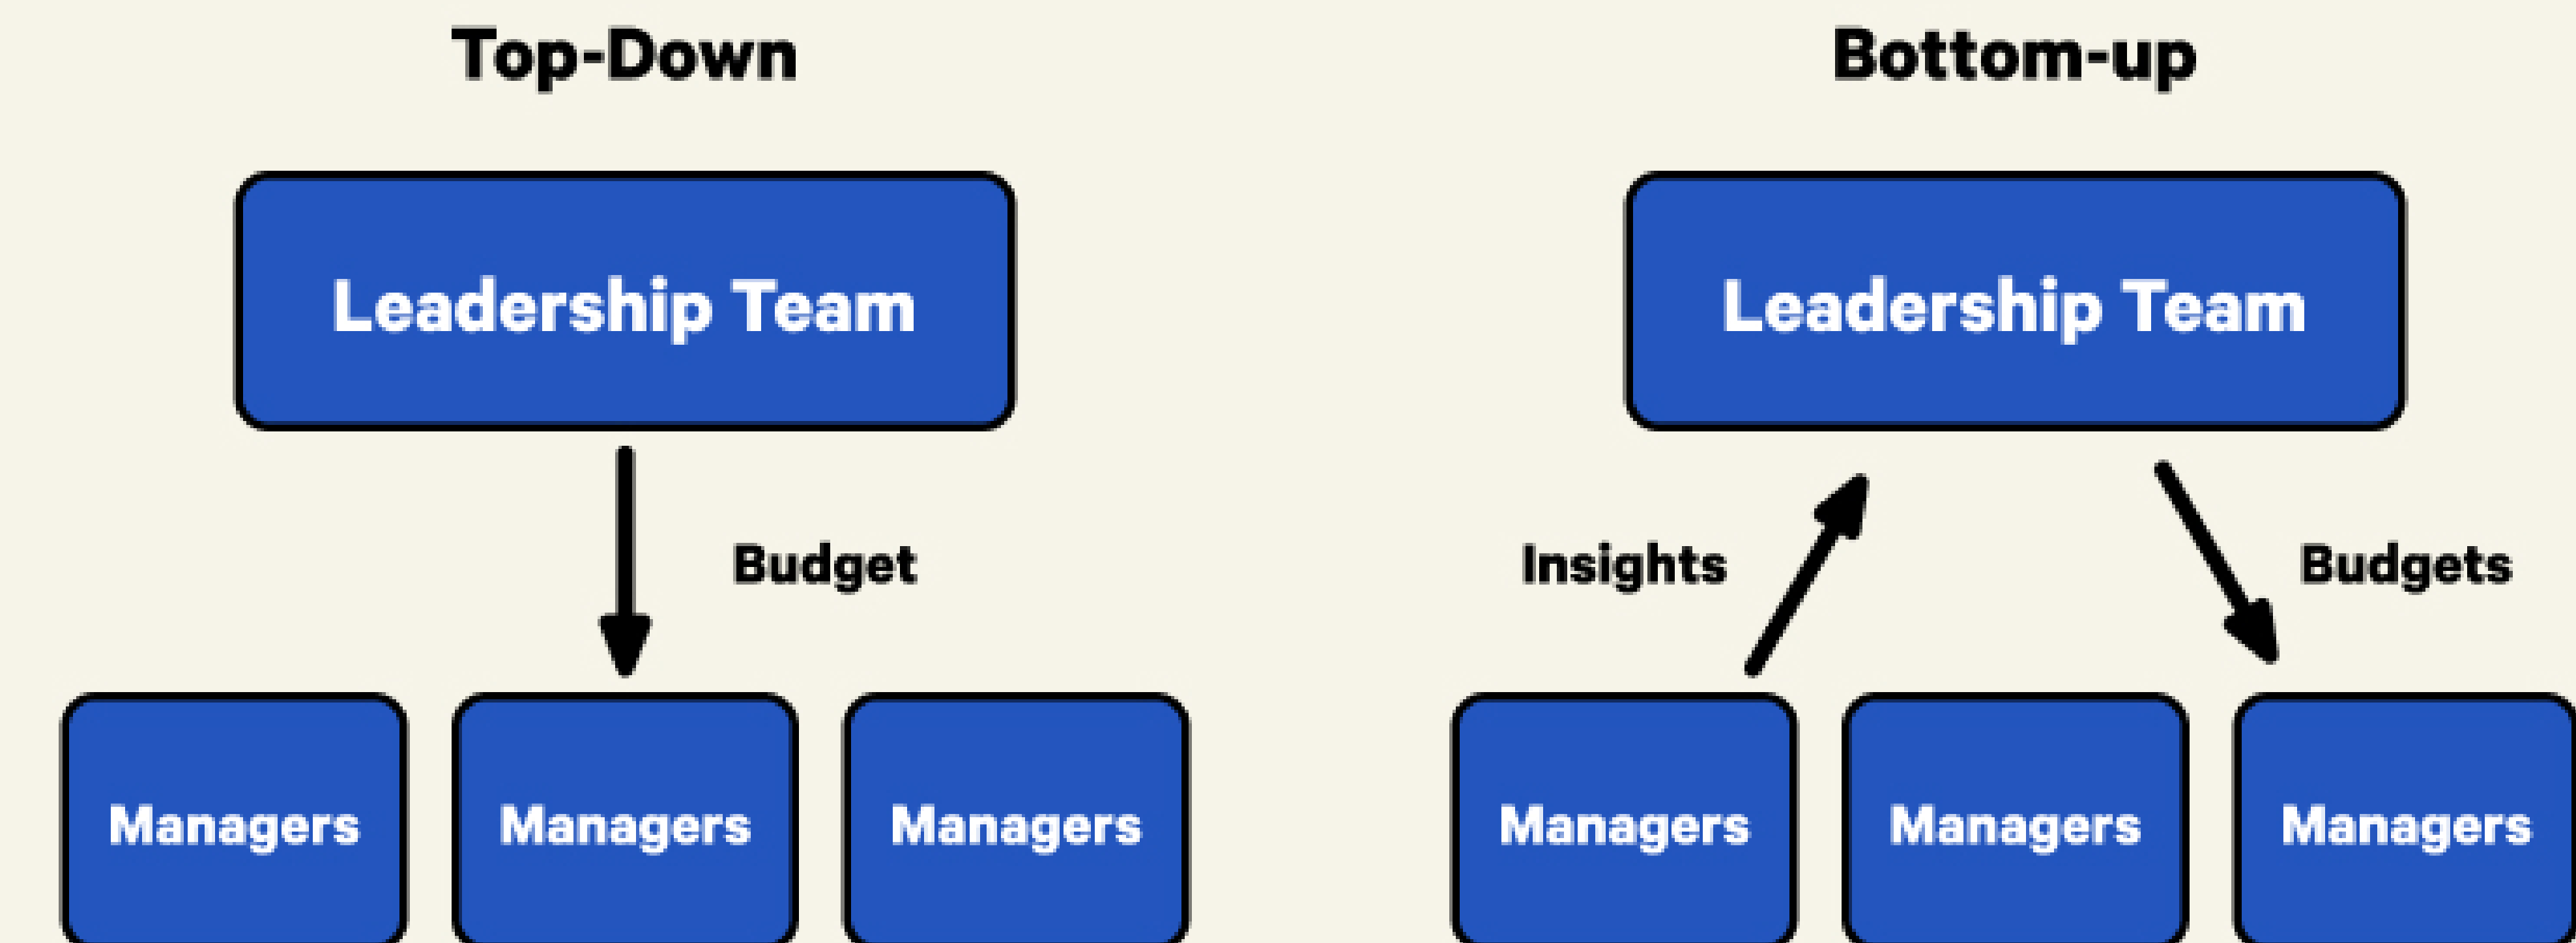 Top-Down
Leadership Team
Budget
Managers
Managers
Managers
Bottom-up
Leadership Team
Insights
Budgets
Managers
Managers
Managers